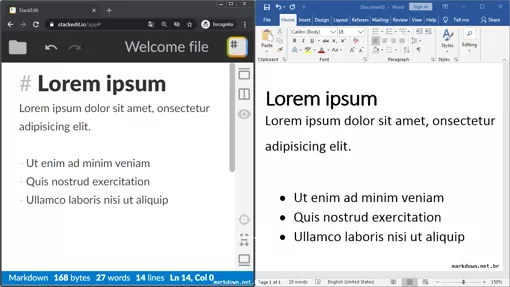 StackEdit
stackedit.io/app#
Incognito
Welcome file
#
# Lorem ipsum
Lorem ipsum dolor sit amet, onsectetur
adipisicing elit.
- Ut enim ad minim veniam
- Quis nostrud exercitation
- Ullamco laboris nisi ut aliquip
Markdown 168 bytes 27 words 14 lines Ln 14, Col 0
markdown.net.br
Document1 - Word
Sign in
File Home Insert Design Layout References Mailings Review View Help Tell me Share
Calibri (Body) 18
Paste
Styles
Editing
Clipboard Font Paragraph Styles
Lorem ipsum
Lorem ipsum dolor sit amet, onsectetur
adipisicing elit.
• Ut enim ad minim veniam
• Quis nostrud exercitation
• Ullamco laboris nisi ut aliquip
markdown.net.br
Page 1 of 1 23 words English (United States) 150%